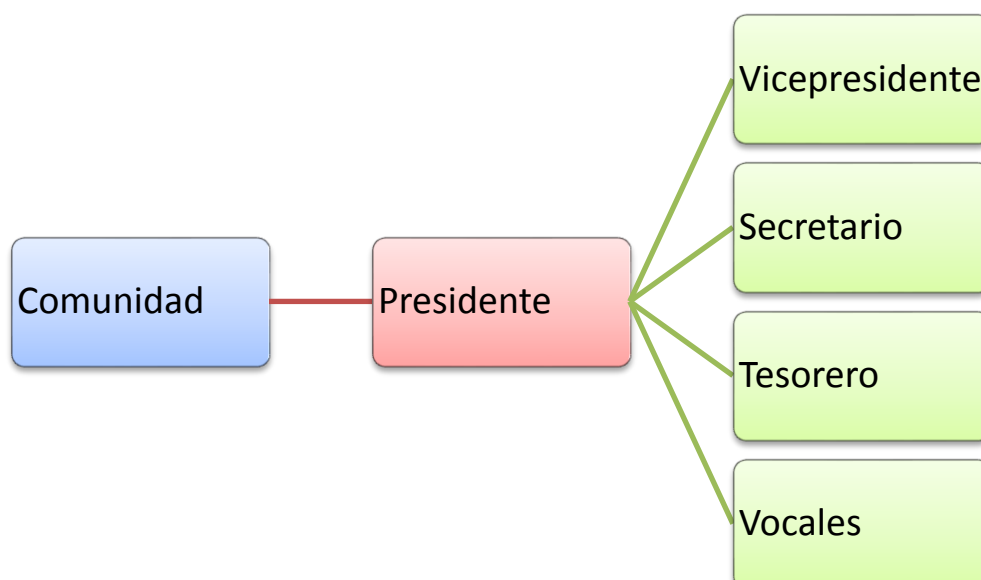 Comunidad
Presidente
Vicepresidente
Secretario
Tesorero
Vocales